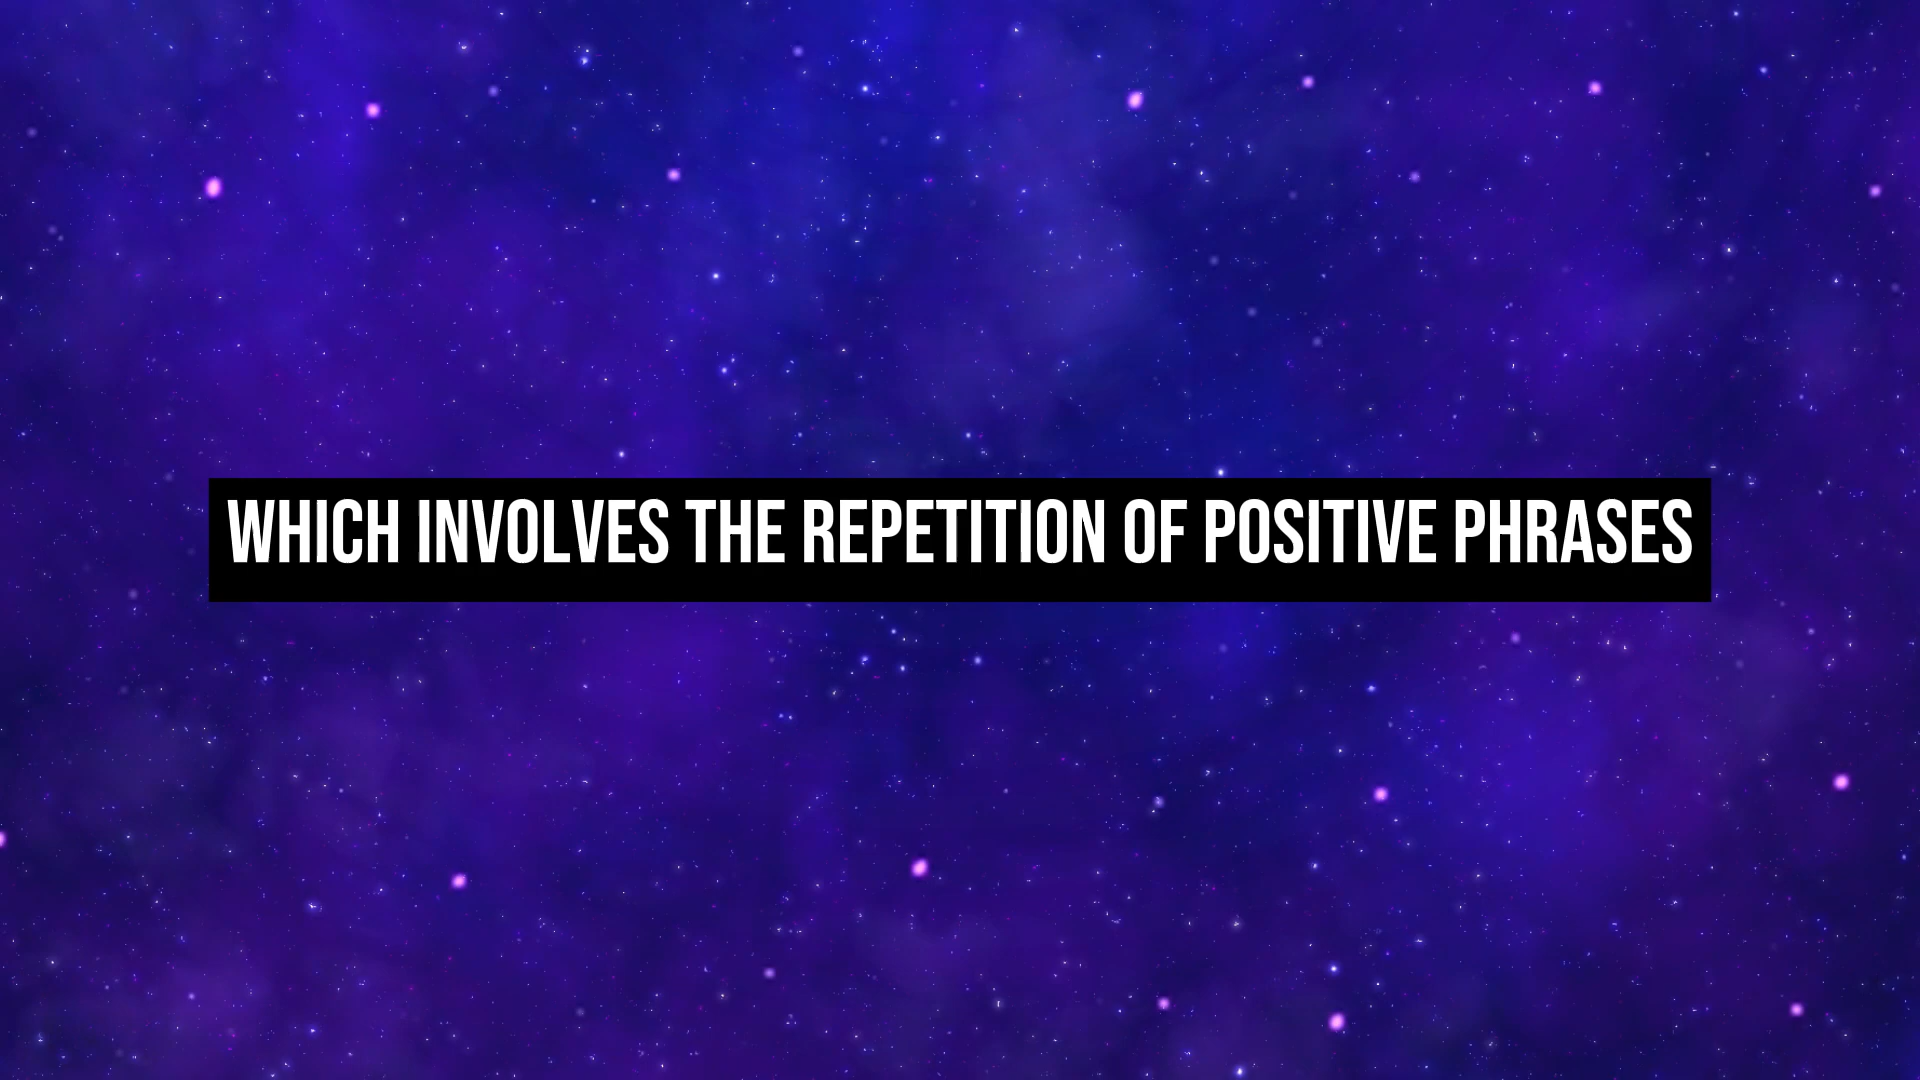 WHICH INVOLVES THE REPETITION OF POSITIVE PHRASES